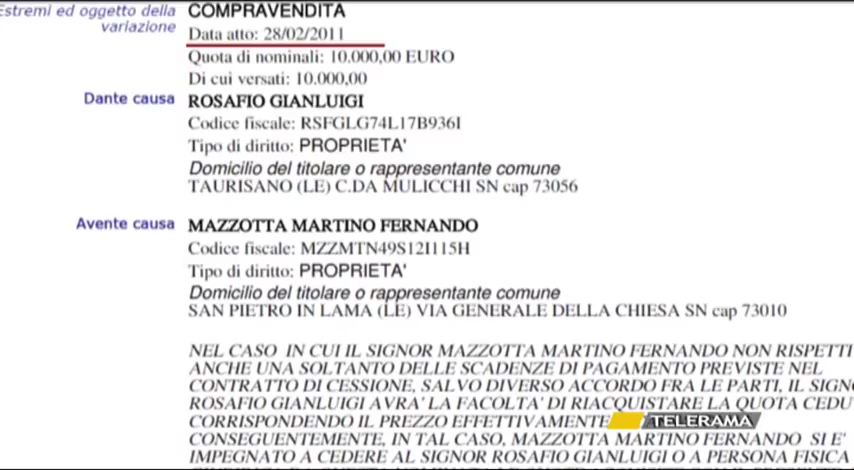 Estremi ed oggetto della variazione
COMPRAVENDITA
Data atto: 28/02/2011
Quota di nominali: 10.000,00 EURO
Di cui versati: 10.000,00
Dante causa ROSAFIO GIANLUIGI
Codice fiscale: RSFGLG74L17B936I
Tipo di diritto: PROPRIETA'
Domicilio del titolare o rappresentante comune
TAURISANO (LE) C.DA MULICCHI SN cap 73056
Avente causa MAZZOTTA MARTINO FERNANDO
Codice fiscale: MZZMTN49S12I115H
Tipo di diritto: PROPRIETA'
Domicilio del titolare o rappresentante comune
SAN PIETRO IN LAMA (LE) VIA GENERALE DELLA CHIESA SN cap 73010
NEL CASO IN CUI IL SIGNOR MAZZOTTA MARTINO FERNANDO NON RISPETTI
ANCHE UNA SOLTANTO DELLE SCADENZE DI PAGAMENTO PREVISTE NEL
CONTRATTO DI CESSIONE, SALVO DIVERSO ACCORDO FRA LE PARTI, IL SIGNO
ROSAFIO GIANLUIGI AVRA' LA FACOLTA' DI RIACQUISTARE LA QUOTA CEDU
CORRISPONDENDO IL PREZZO EFFETTIVAMENTE
TELERAMA
CONSEGUENTEMENTE, IN TAL CASO, MAZZOTTA MARTINO FERNANDO SI E'
IMPEGNATO A CEDERE AL SIGNOR ROSAFIO GIANLUIGI O A PERSONA FISICA